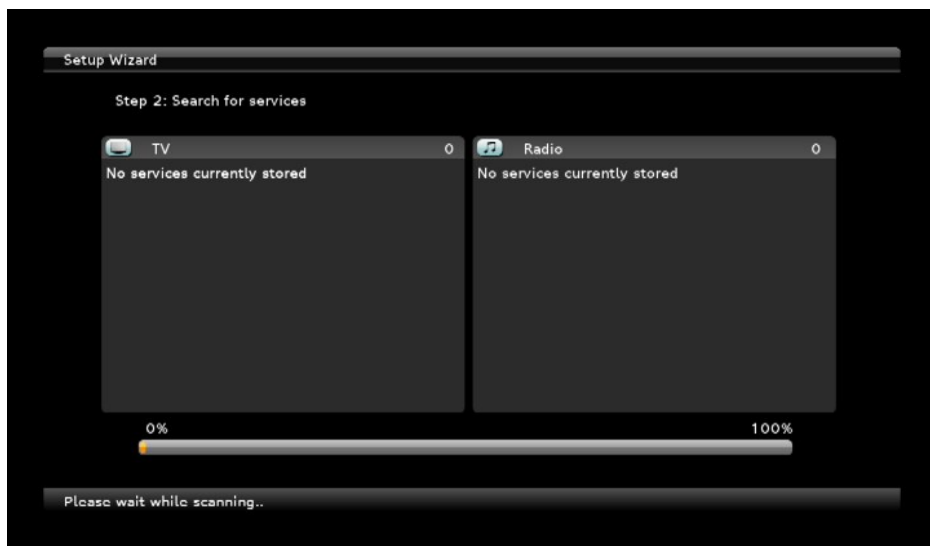 Setup Wizard
Step 2: Search for services
TV 0
No services currently stored
Radio 0
No services currently stored
0% 100%
Please wait while scanning..